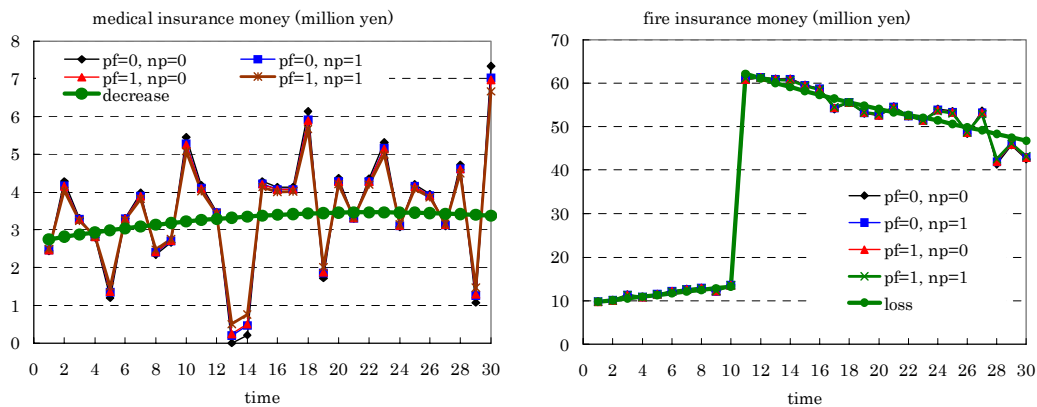 medical insurance money (million yen)
8
7
6
5
4
3
2
1
0
pf=0, np=0
pf=0, np=1
pf=1, np=0
pf=1, np=1
decrease
0 2 4 6 8 10 12 14 16 18 20 22 24 26 28 30
time
fire insurance money (million yen)
70
60
50
40
30
20
10
0
pf=0, np=0
pf=0, np=1
pf=1, np=0
pf=1, np=1
loss
0 2 4 6 8 10 12 14 16 18 20 22 24 26 28 30
time